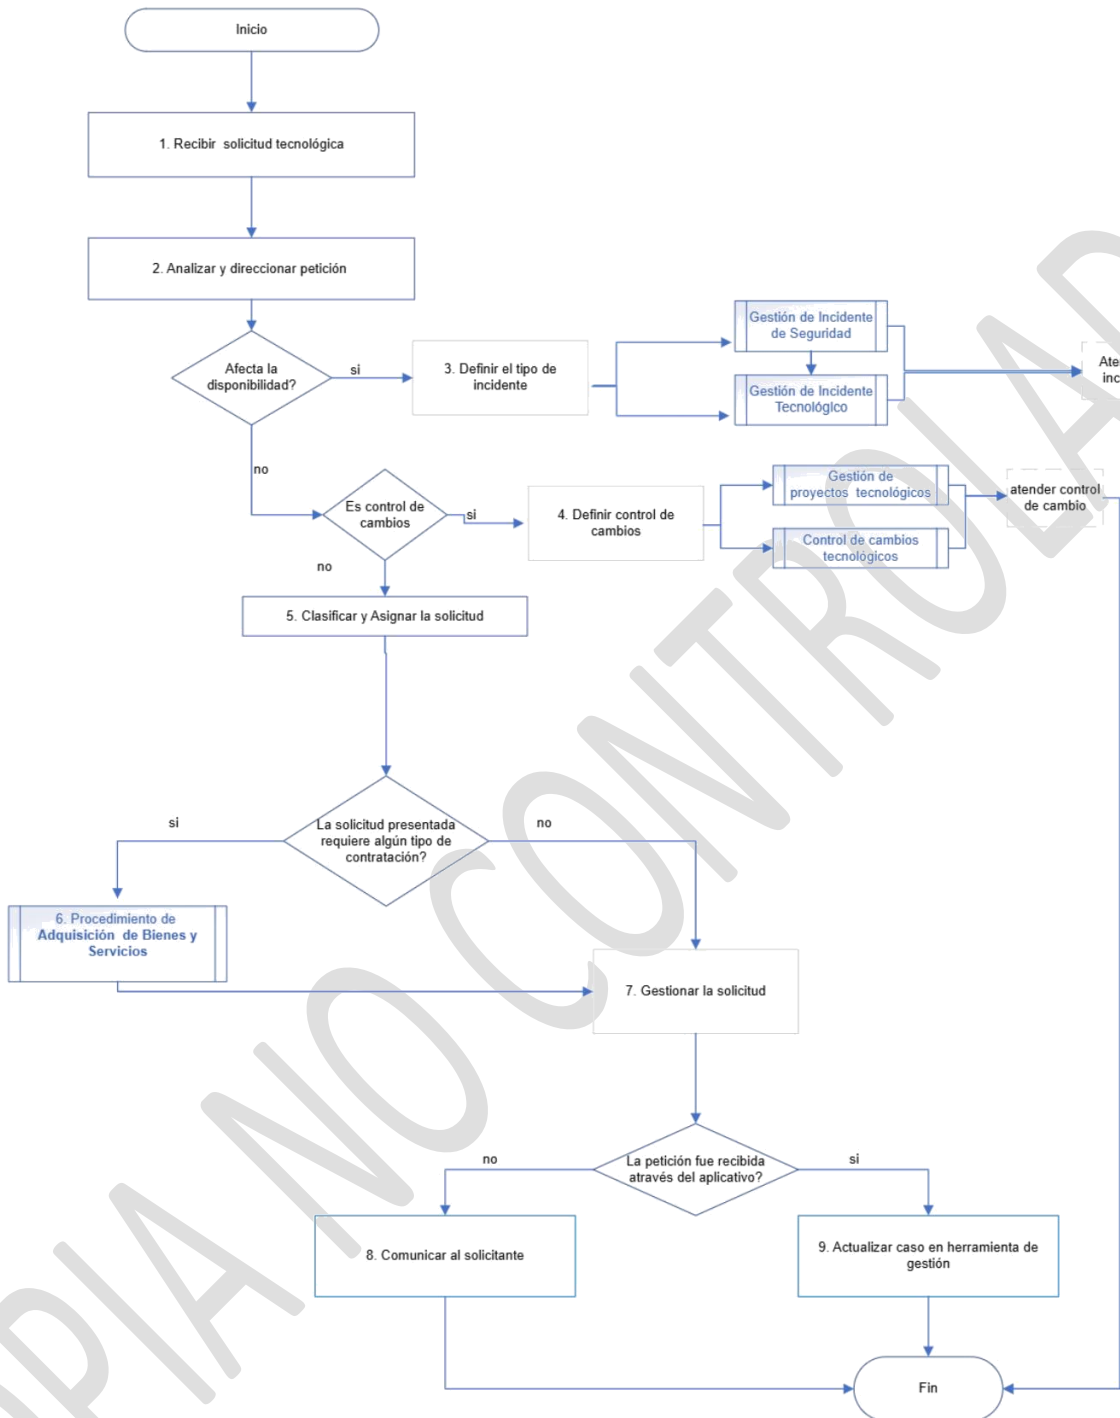 Inicio
1. Recibir solicitud tecnológica
2. Analizar y direccionar petición
Afecta la
disponibilidad?
si
3. Definir el tipo de
incidente
Gestión de Incidente
de Seguridad
Gestión de Incidente
Tecnológico
no
Es control de
cambios
si
4. Definir control de
cambios
Gestión de
proyectos tecnológicos
Control de cambios
tecnológicos
atender control
de cambio
no
5. Clasificar y Asignar la solicitud
La solicitud presentada
requiere algún tipo de
contratación?
si
no
6. Procedimiento de
Adquisición de Bienes y
Servicios
7. Gestionar la solicitud
La petición fue recibida
através del aplicativo?
no
si
8. Comunicar al solicitante
9. Actualizar caso en herramienta de
gestión
Fin
NO